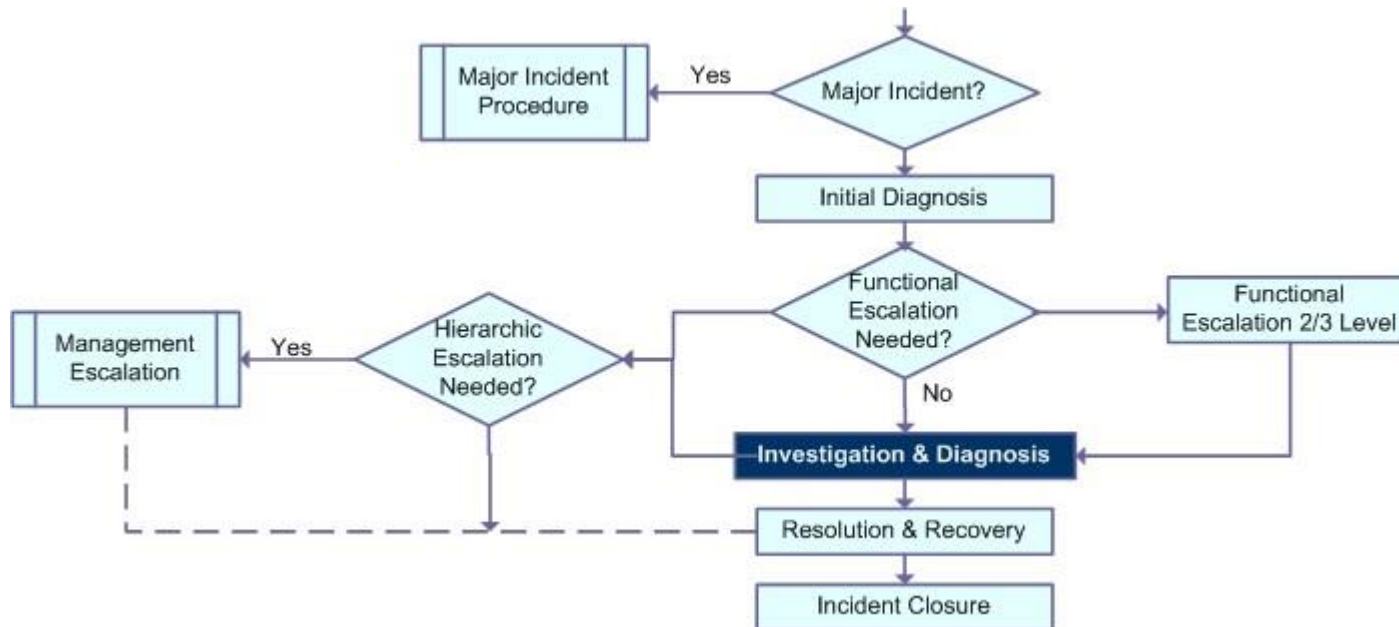 Major Incident
Procedure
Yes
Major Incident?
Initial Diagnosis
Functional
Escalation
Needed?
Functional
Escalation 2/3 Level
Hierarchic
Escalation
Needed?
Yes
Management
Escalation
No
Investigation & Diagnosis
Resolution & Recovery
Incident Closure